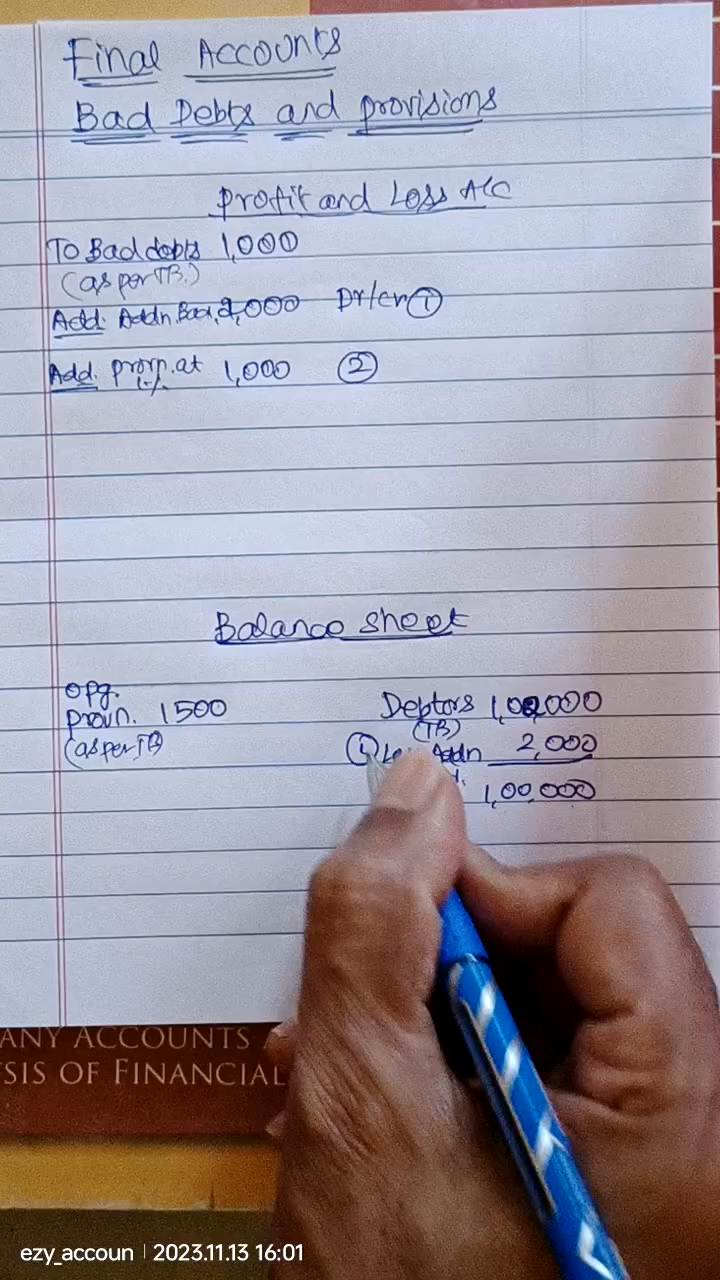 Final Accounts
Bad Debts and provisions
Profit and Loss A/C
To Bad debts 1,000
(as per TB.)
Add: Addn. Bad. 2,000 Dr/Cr ①
Add. Provn. at 1,000 ②
1%
Balance Sheet
Opg.
Provn. 1500
(as per TB
Debtors 1,02,000
(TB)
① Less Addn 2,000
d. 1,00,000
ANY ACCOUNTS
SIS OF FINANCIAL
ezy_accoun | 2023.11.13 16:01